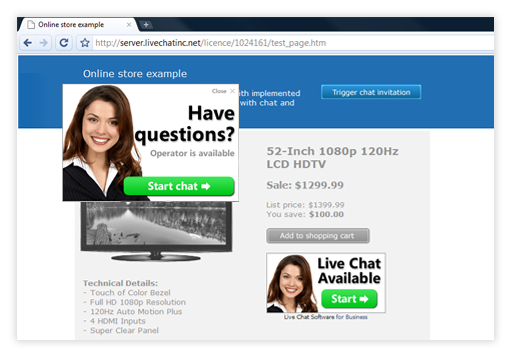 Online store example
http://server.livechatinc.net/licence/1024161/test_page.htm
Online store example
ith implemented
with chat and
Trigger chat invitation
Close X
Have
questions?
Operator is available
Start chat
52-Inch 1080p 120Hz
LCD HDTV
Sale: $1299.99
List price: $1399.99
You save: $100.00
Add to shopping cart
Live Chat
Available
Start
Live Chat Software for Business
Technical Details:
- Touch of Color Bezel
- Full HD 1080p Resolution
- 120Hz Auto Motion Plus
- 4 HDMI Inputs
- Super Clear Panel